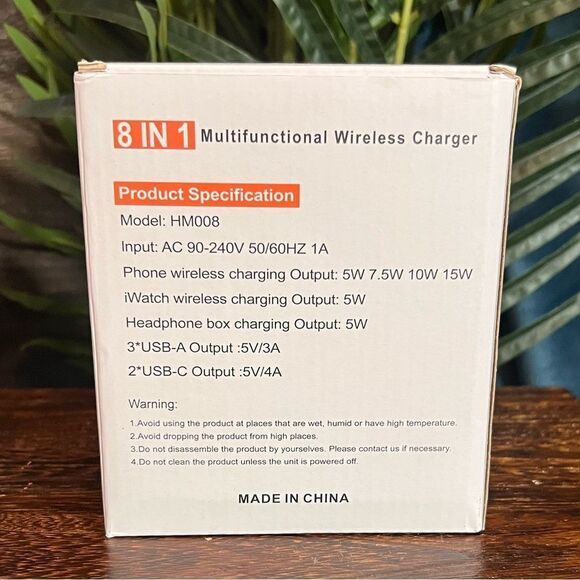 8 IN 1 Multifunctional Wireless Charger
Product Specification
Model: HM008
Input: AC 90-240V 50/60HZ 1A
Phone wireless charging Output: 5W 7.5W 10W 15W
iWatch wireless charging Output: 5W
Headphone box charging Output: 5W
3*USB-A Output :5V/3A
2*USB-C Output :5V/4A
Warning:
1.Avoid using the product at places that are wet, humid or have high temperature.
2.Avoid dropping the product from high places.
3.Do not disassemble the product by yourselves. Please contact us if necessary.
4.Do not clean the product unless the unit is powered off.
MADE IN CHINA